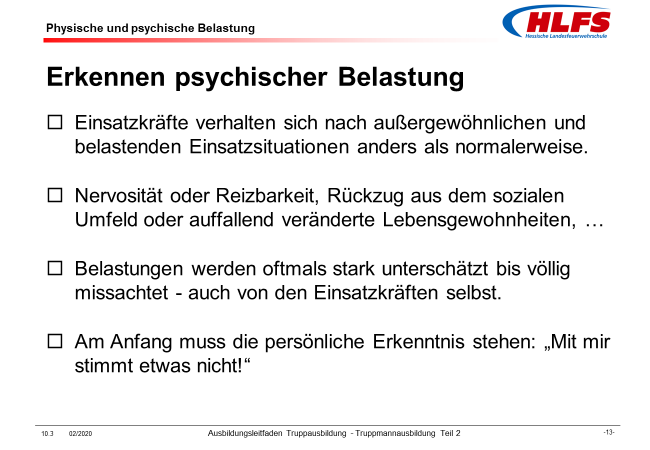 Physische und psychische Belastung
HLFS
Hessische Landesfeuerwehrschule
Erkennen psychischer Belastung
Einsatzkräfte verhalten sich nach außergewöhnlichen und
belastenden Einsatzsituationen anders als normalerweise.
Nervosität oder Reizbarkeit, Rückzug aus dem sozialen
Umfeld oder auffallend veränderte Lebensgewohnheiten, …
Belastungen werden oftmals stark unterschätzt bis völlig
missachtet - auch von den Einsatzkräften selbst.
Am Anfang muss die persönliche Erkenntnis stehen: „Mit mir
stimmt etwas nicht!“
10.3 02/2020 Ausbildungsleitfaden Truppausbildung - Truppmannausbildung Teil 2 -13-